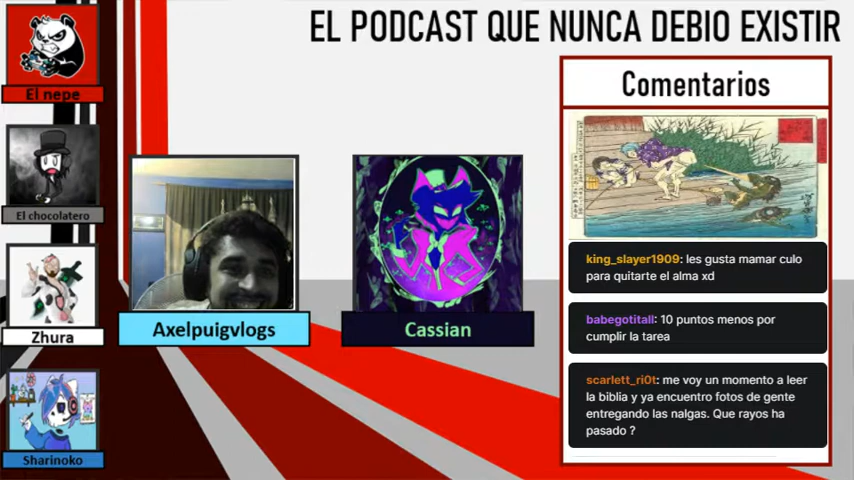 EL PODCAST QUE NUNCA DEBIO EXISTIR
Comentarios
El nepe
El chocolatero
Zhura
Sharinoko
Axelpuigvlogs
Cassian
king_slayer1909: les gusta mamar culo
para quitarte el alma xd
babegotitall: 10 puntos menos por
cumplir la tarea
scarlett_ri0t: me voy un momento a leer
la biblia y ya encuentro fotos de gente
entregando las nalgas. Que rayos ha
pasado ?